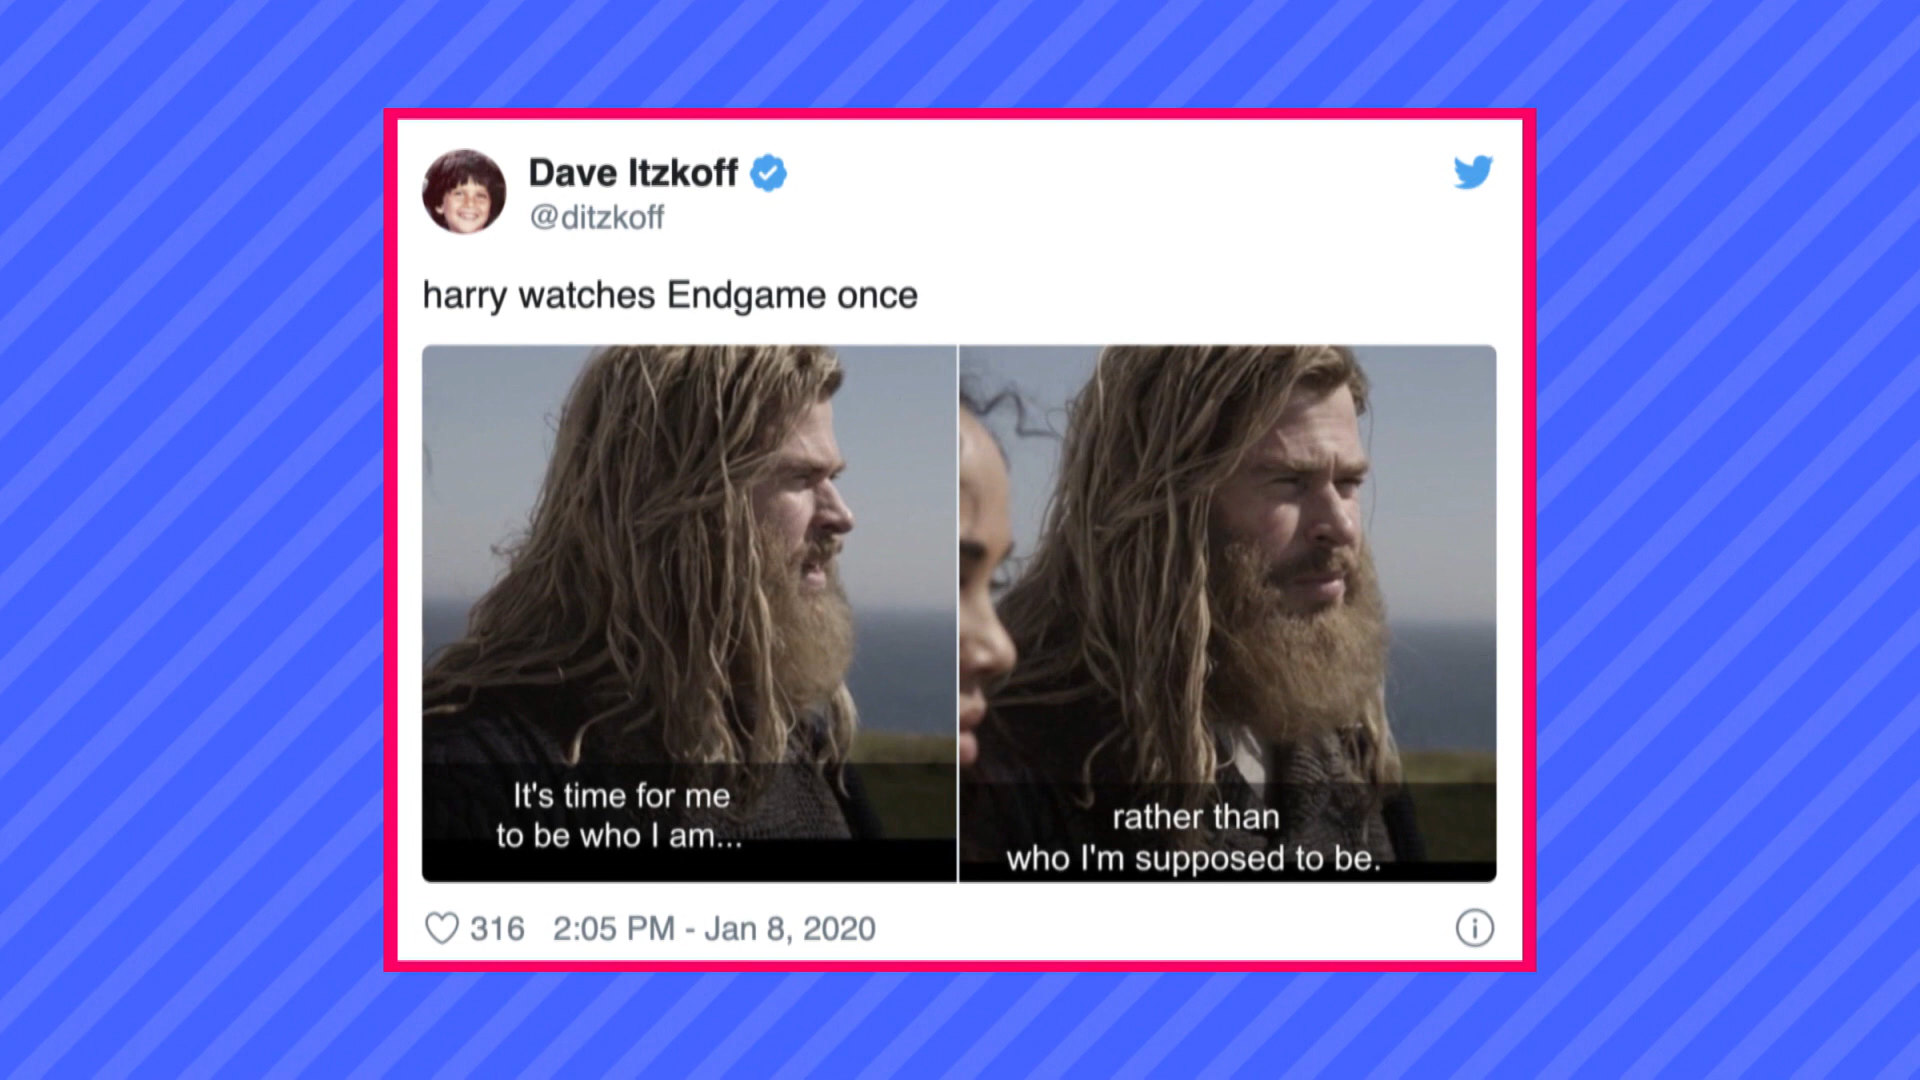 Dave Itzkoff
@ditzkoff
harry watches Endgame once
It's time for me
to be who I am...
rather than
who I'm supposed to be.
316 2:05 PM - Jan 8, 2020